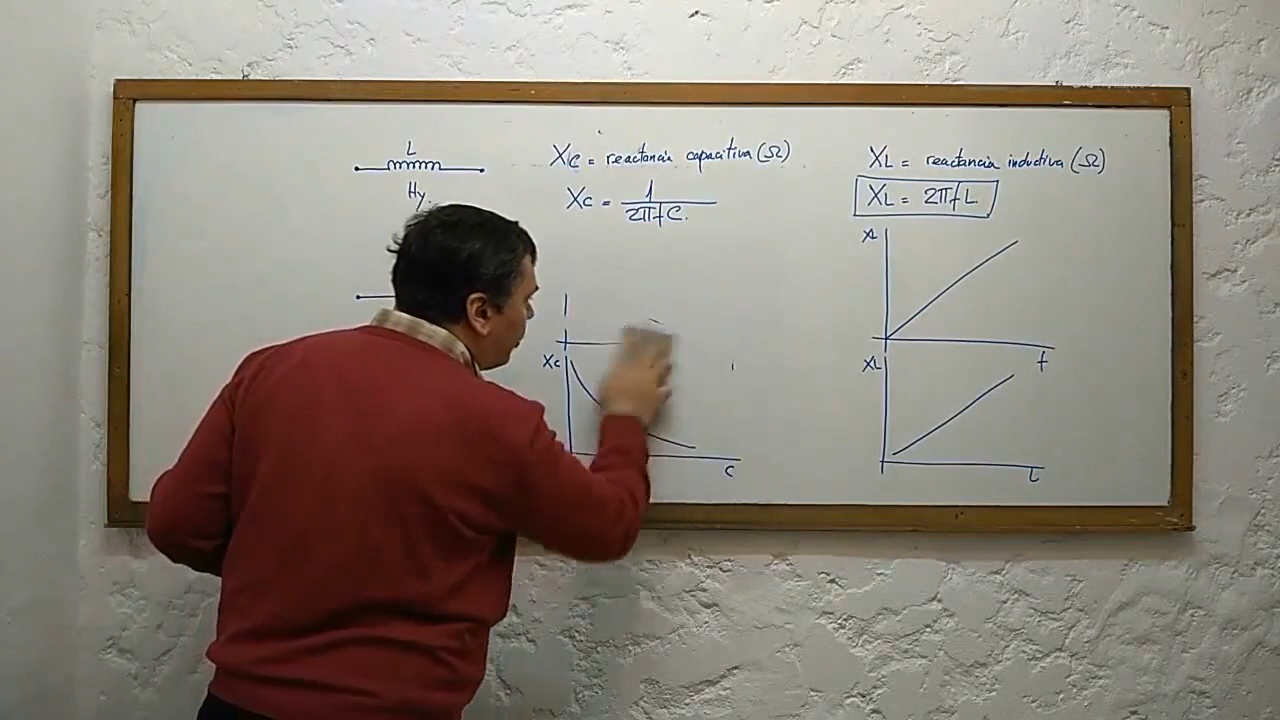 L
Hy
Xc = reactancia capacitiva (Ω)
Xc = 1
2πfC.
Xc
C
XL = reactancia inductiva (Ω)
XL = 2πfL
XL
f
XL
L